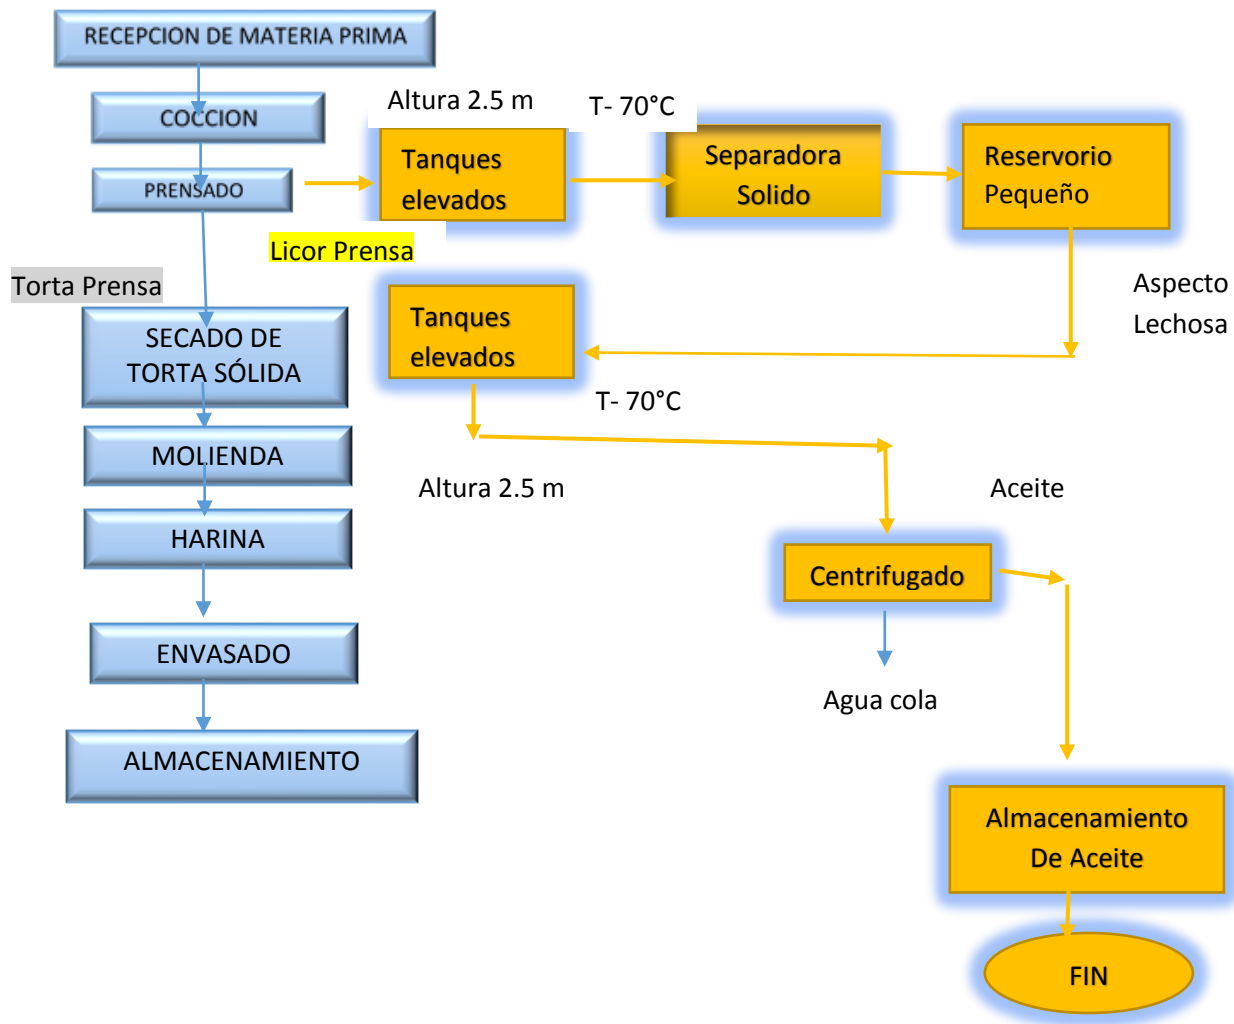 RECEPCION DE MATERIA PRIMA
COCCION
PRENSADO
Altura 2.5 m
T- 70°C
Tanques
elevados
Separadora
Solido
Reservorio
Pequeño
Licor Prensa
Torta Prensa
Aspecto
Lechosa
SECADO DE
TORTA SÓLIDA
Tanques
elevados
T- 70°C
MOLIENDA
Altura 2.5 m
Aceite
HARINA
Centrifugado
ENVASADO
Agua cola
ALMACENAMIENTO
Almacenamiento
De Aceite
FIN